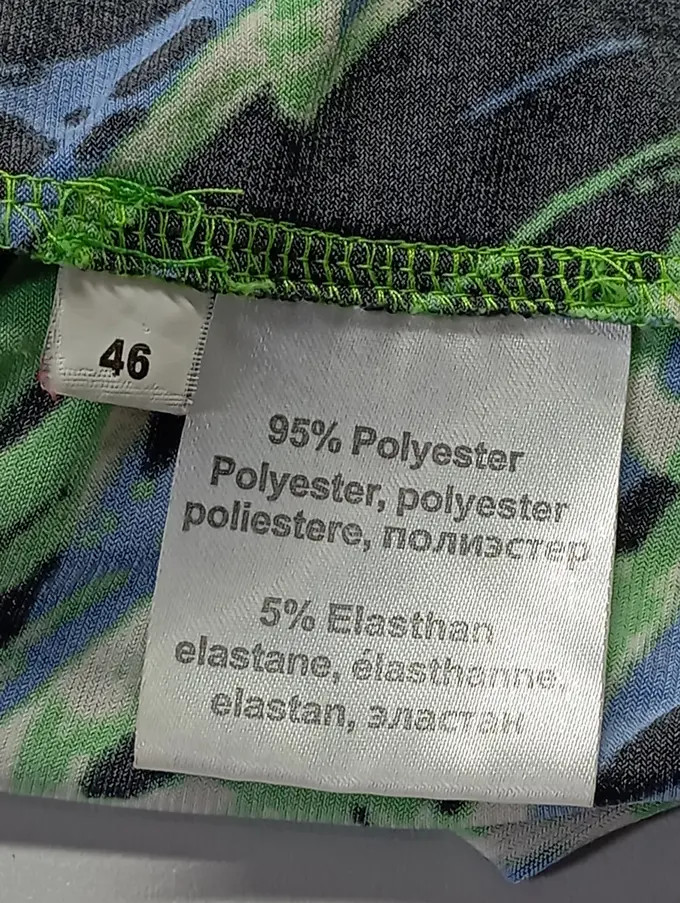 46
95% Polyester
Polyester, polyester
poliestere, полиэстер
5% Elasthan
elastane, élasthanne,
elastan, эластан